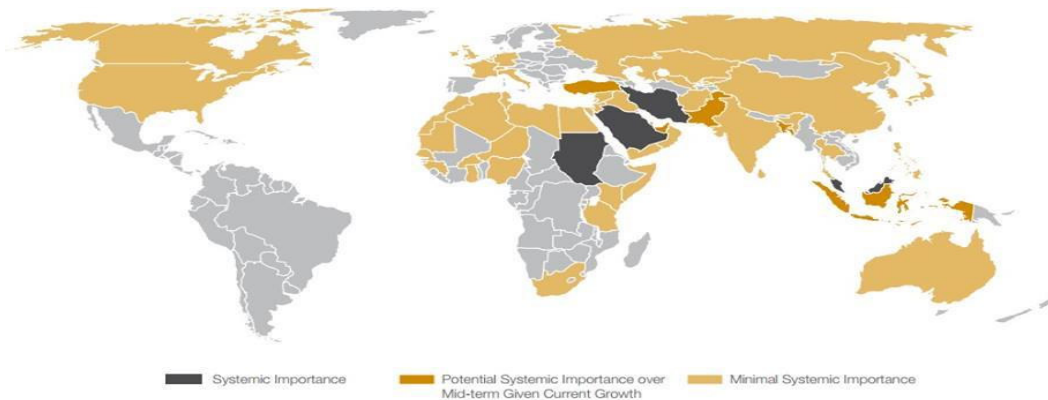 Systemic Importance
Potential Systemic Importance over
Mid-term Given Current Growth
Minimal Systemic Importance